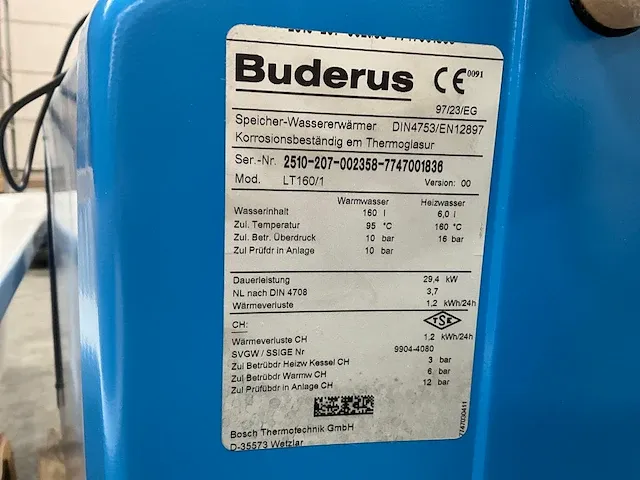 Buderus CE 0091
97/23/EG
Speicher-Wassererwärmer DIN4753/EN12897
Korrosionsbeständig em Thermoglasur
Ser.-Nr. 2510-207-002358-7747001836
Mod. LT160/1 Version: 00
Warmwasser Heizwasser
Wasserinhalt 160 l 6,0 l
Zul. Temperatur 95 °C 160 °C
Zul. Betr. Überdruck 10 bar 16 bar
Zul Prüfdr in Anlage 10 bar
Dauerleistung 29,4 kW
NL nach DIN 4708 3,7
Wärmeverluste 1,2 kWh/24h
CH: TSE
Wärmeverluste CH 1,2 kWh/24h
SVGW / SSIGE Nr 9904-4080
Zul Betrübdr Heizw Kessel CH 3 bar
Zul Betrübdr Warmw CH 6 bar
Zul Prüfübdr in Anlage CH 12 bar
Bosch Thermotechnik GmbH
D-35573 Wetzlar
7747030411